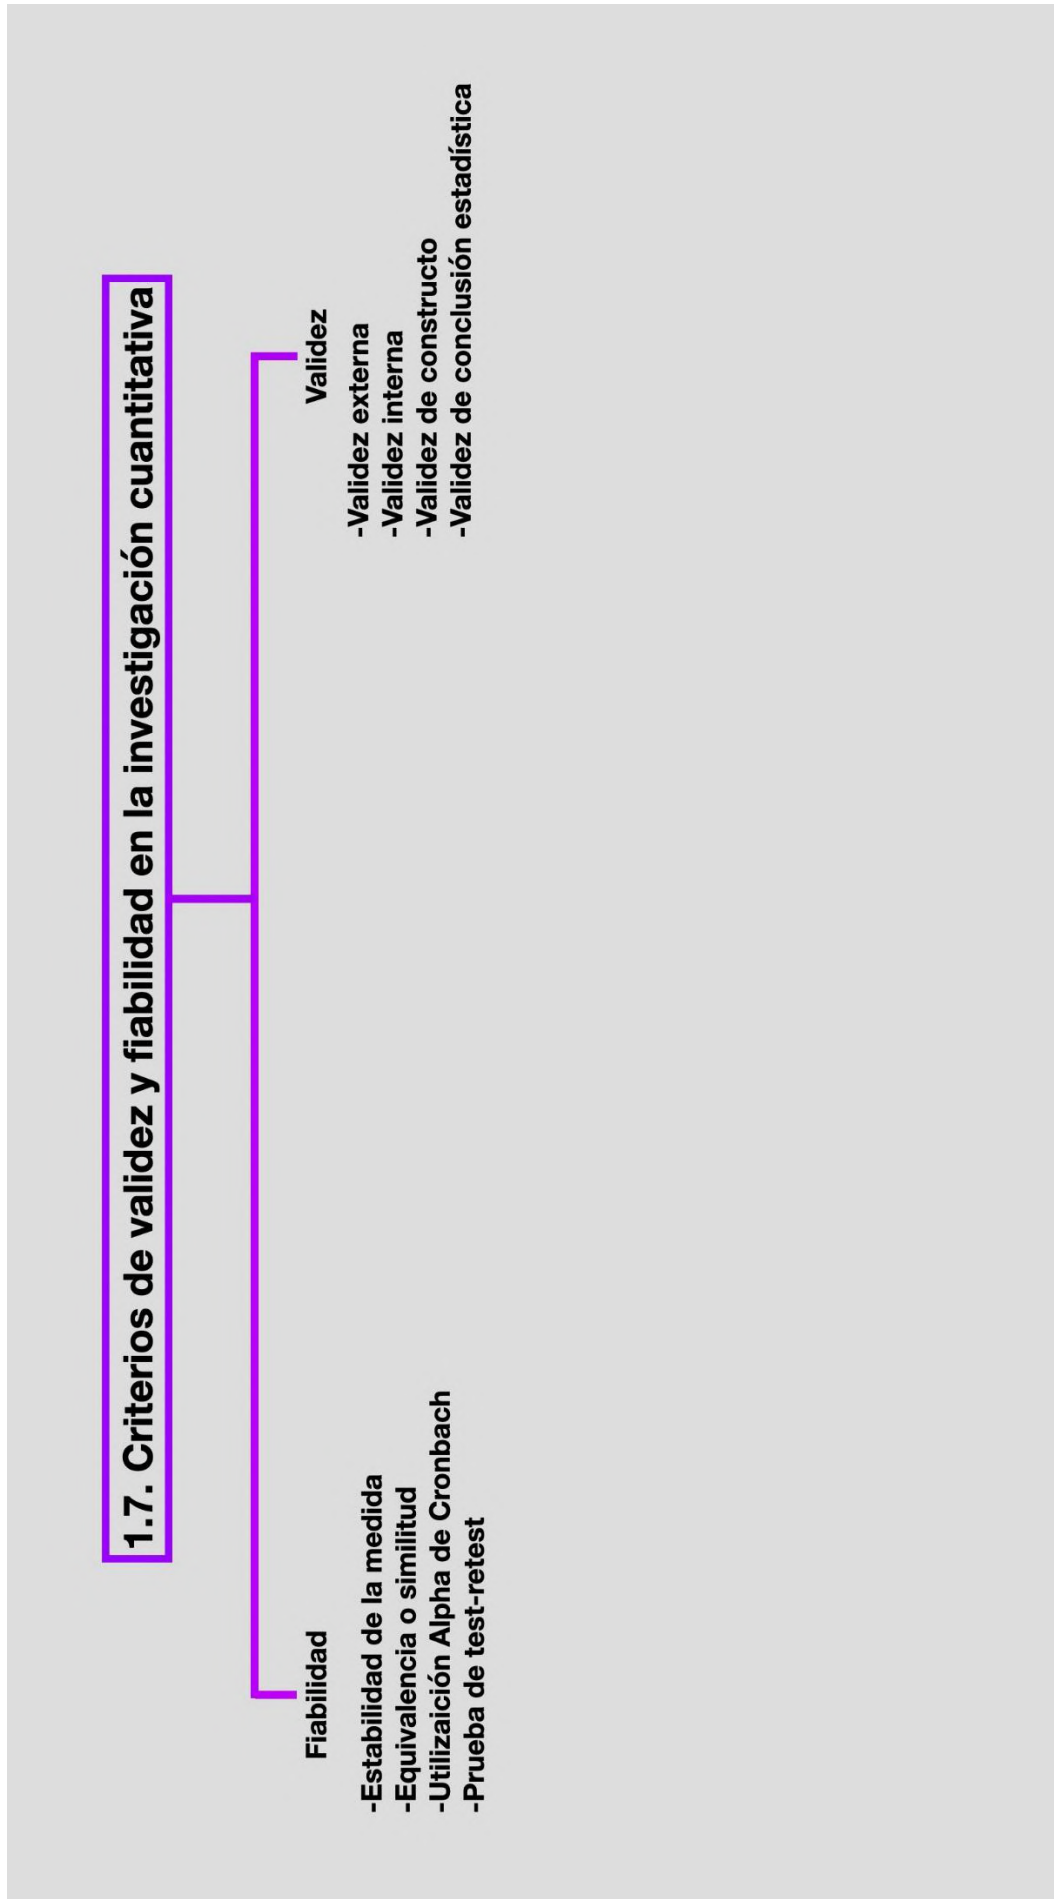 1.7. Criterios de validez y fiabilidad en la investigación cuantitativa
Fiabilidad
-Estabilidad de la medida
-Equivalencia o similitud
-Utilizaición Alpha de Cronbach
-Prueba de test-retest
Validez
-Validez externa
-Validez interna
-Validez de constructo
-Validez de conclusión estadística